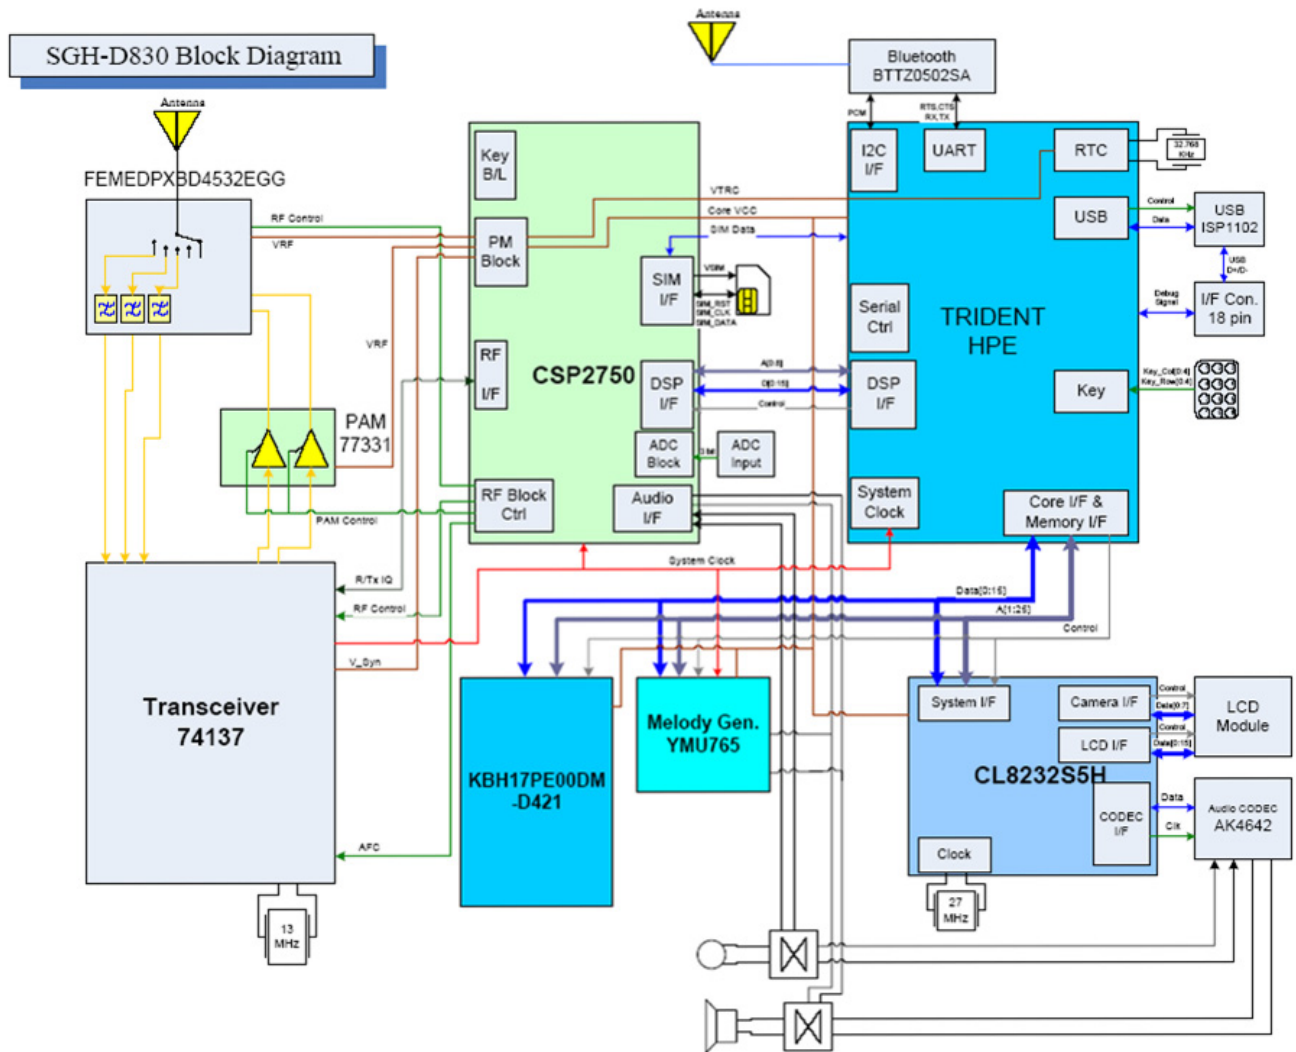 SGH-D830 Block Diagram
Antenna
Antenna
Bluetooth
BTTZ0502SA
PCM
RTS,CTS
RX,TX
FEMEDPXBD4532EGG
RF Control
VRF
Key
B/L
PM
Block
VTRC
Core VCC
SIM Data
I2C
I/F
UART
RTC
32.768
KHz
USB
Control
Data
USB
ISP1102
USB
D+/D-
SIM
I/F
VSIM
SIM_RST
SIM_CLK
SIM_DATA
Serial
Ctrl
TRIDENT
HPE
Debug
Signal
I/F Con.
18 pin
VRF
RF
I/F
CSP2750
DSP
I/F
D[0:15]
Control
DSP
I/F
Key
Key_Col[0:4]
Key_Row[0:4]
PAM
77331
ADC
Block
ADC
Input
PAM Control
RF Block
Ctrl
Audio
I/F
System
Clock
Core I/F &
Memory I/F
System Clock
R/Tx IQ
RF Control
V_Dyn
Data[0:15]
A[1:25]
Control
Transceiver
74137
KBH17PE00DM
-D421
Melody Gen.
YMU765
System I/F
Camera I/F
Control
Data[0:7]
LCD I/F
Control
Data[0:15]
LCD
Module
CL8232S5H
CODEC
I/F
Data
Clk
Audio CODEC
AK4642
AFC
Clock
13
MHz
27
MHz